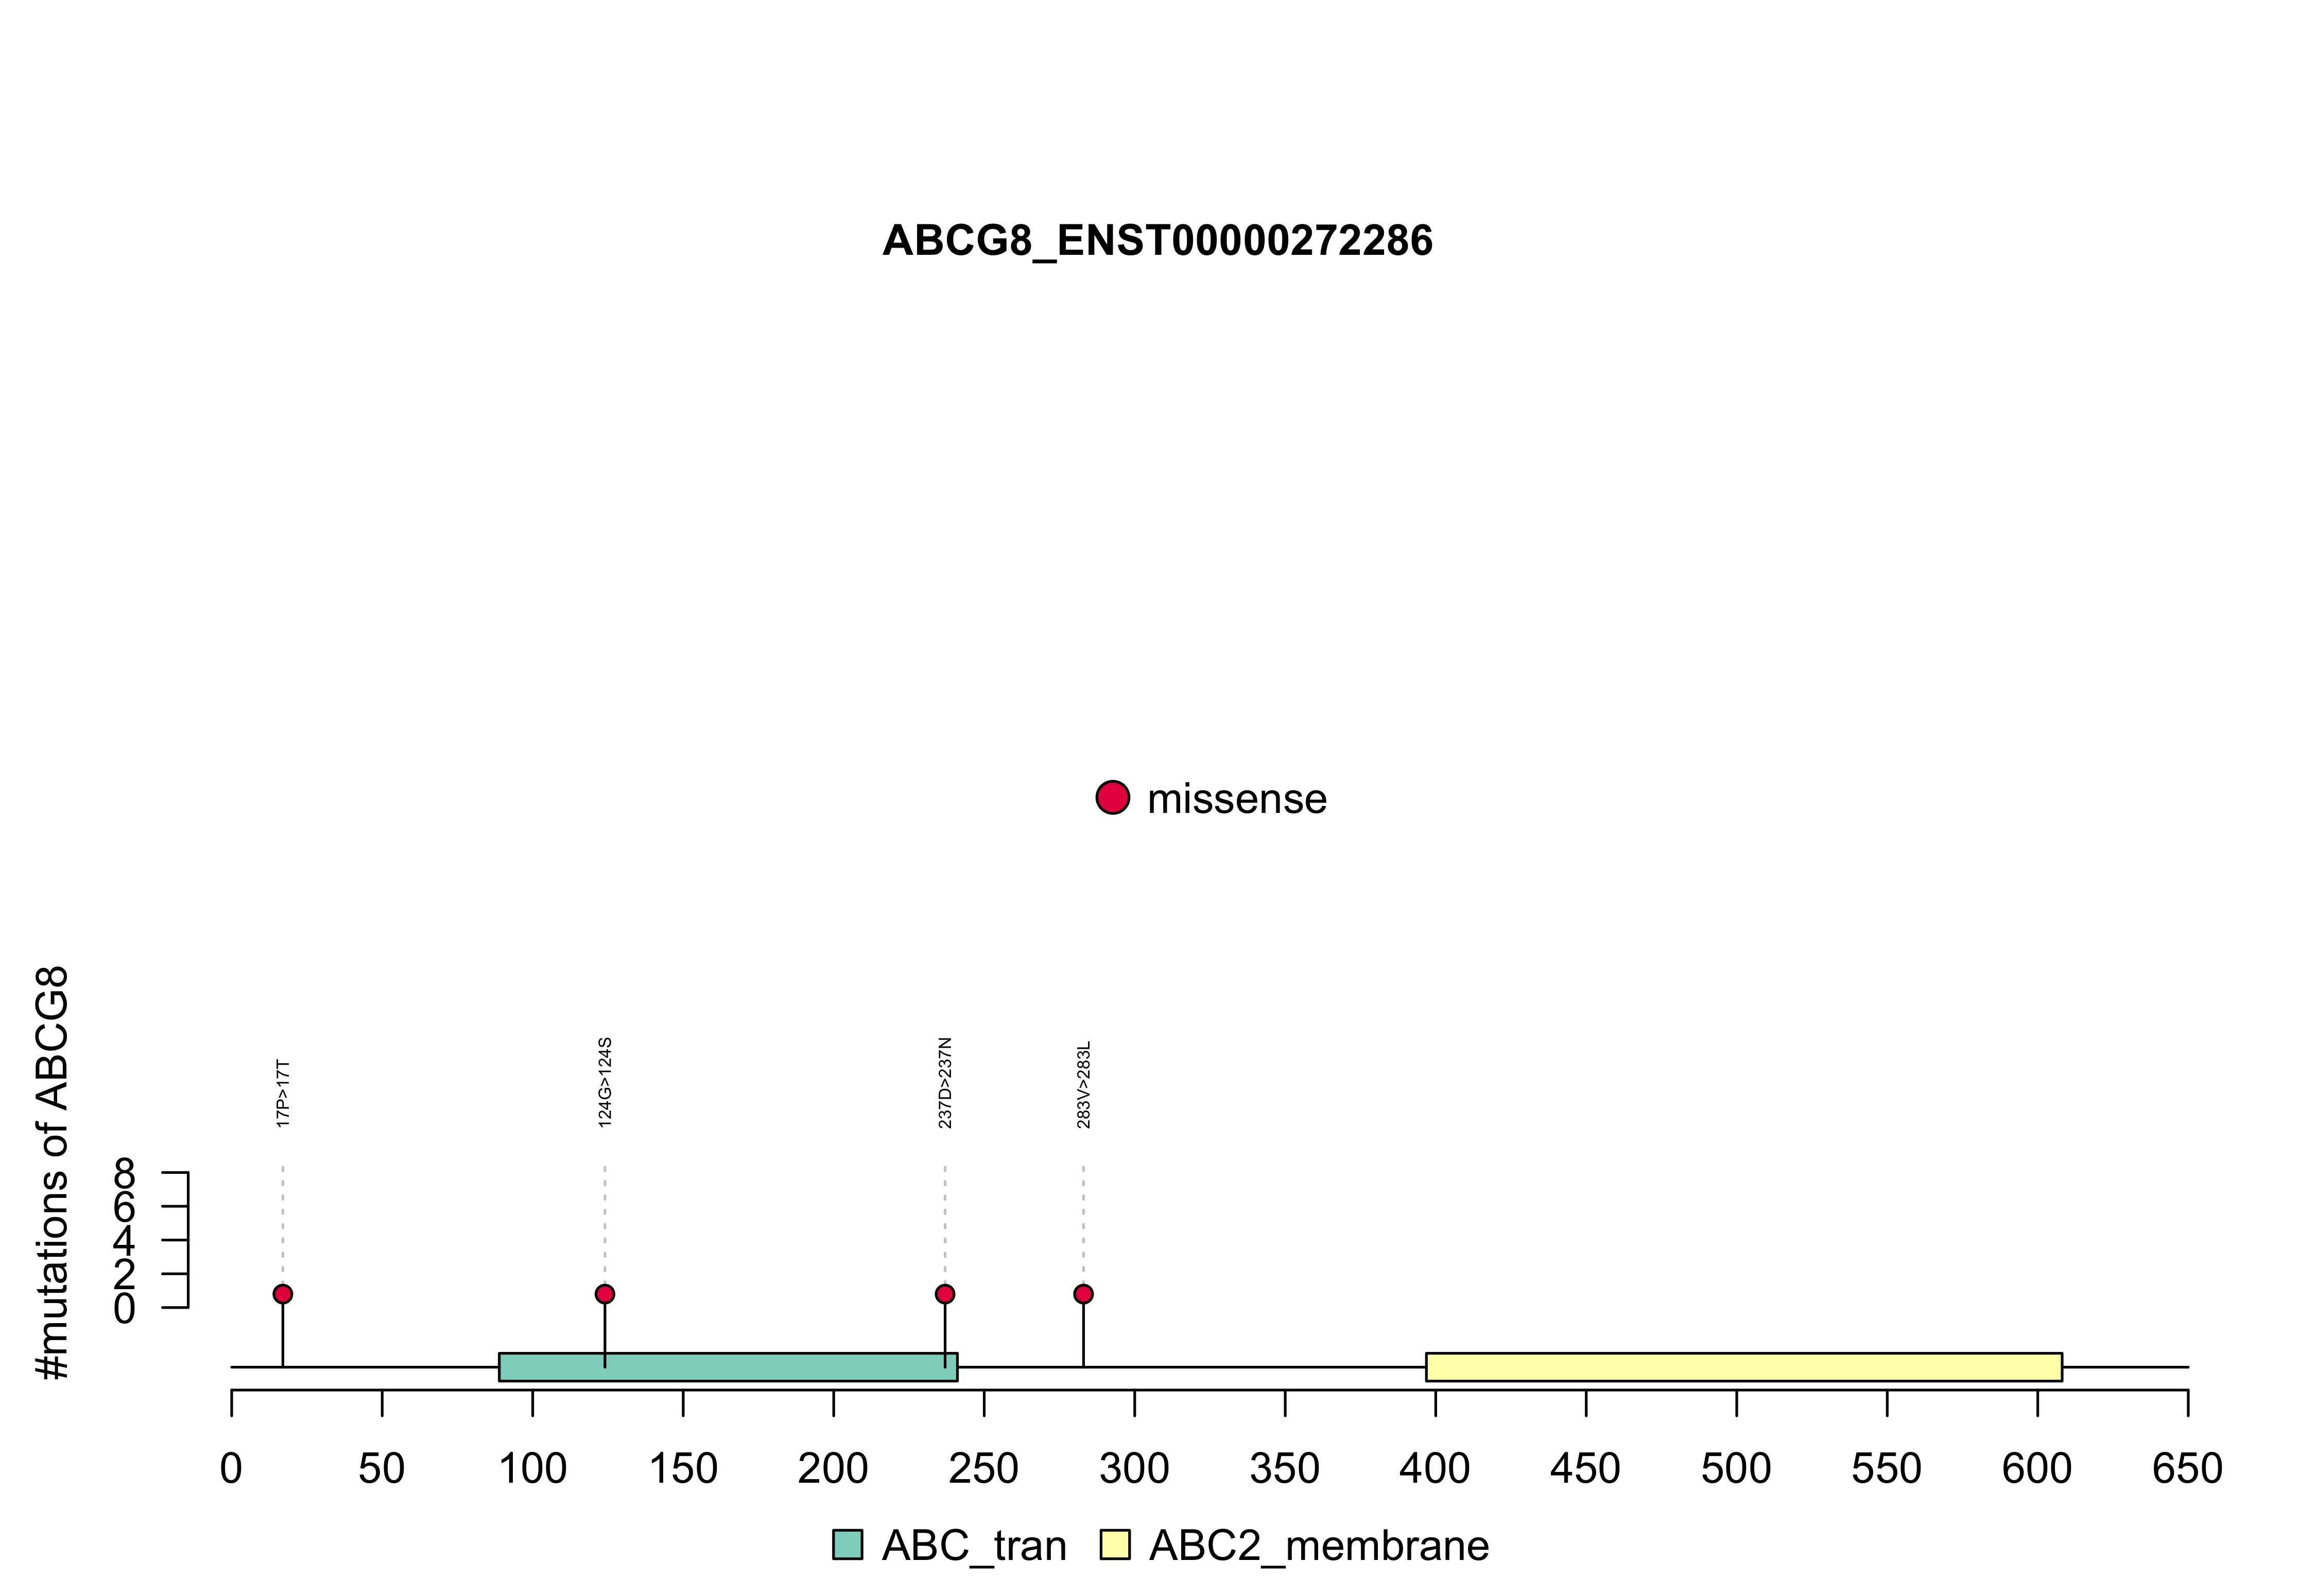 ABCG8_ENST00000272286
missense
#mutations of ABCG8
17P>17T
124G>124S
237D>237N
283V>283L
8
6
4
2
0
0 50 100 150 200 250 300 350 400 450 500 550 600 650
ABC_tran ABC2_membrane